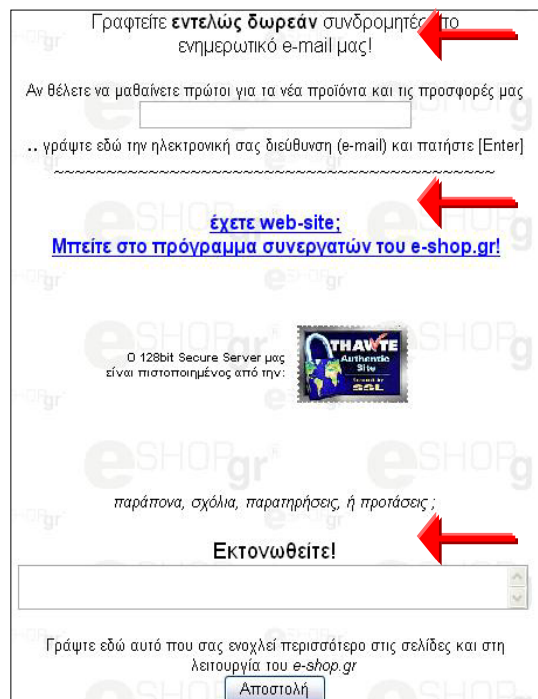 Γραφτείτε εντελώς δωρεάν συνδρομητές
ενημερωτικό e-mail μας!
Αν θέλετε να μαθαίνετε πρώτοι για τα νέα προϊόντα και τις προσφορές μας
.. γράψτε εδώ την ηλεκτρονική σας διεύθυνση (e-mail) και πατήστε [Enter]
~~~~~~~~~~~~~~~~~~~~~~~~~~~~~~~~~~~~~~~~~~~
έχετε web-site;
Μπείτε στο πρόγραμμα συνεργατών του e-shop.gr!
Ο 128bit Secure Server μας
είναι πιστοποιημένος από την:
THAWTE
Authentic
Site
Secured by
SSL
παράπονα, σχόλια, παρατηρήσεις, ή προτάσεις ;
Εκτονωθείτε!
Γράψτε εδώ αυτό που σας ενοχλεί περισσότερο στις σελίδες και στη
λειτουργία του e-shop.gr
Αποστολή